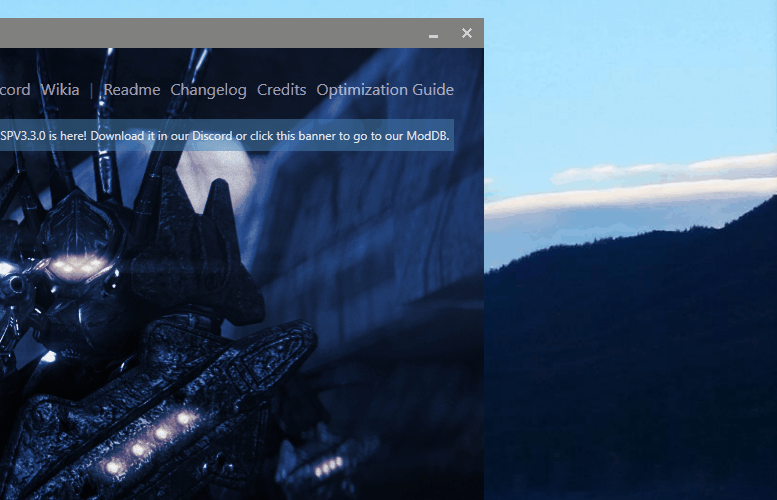 cord Wikia | Readme Changelog Credits Optimization Guide
SPV3.3.0 is here! Download it in our Discord or click this banner to go to our ModDB.